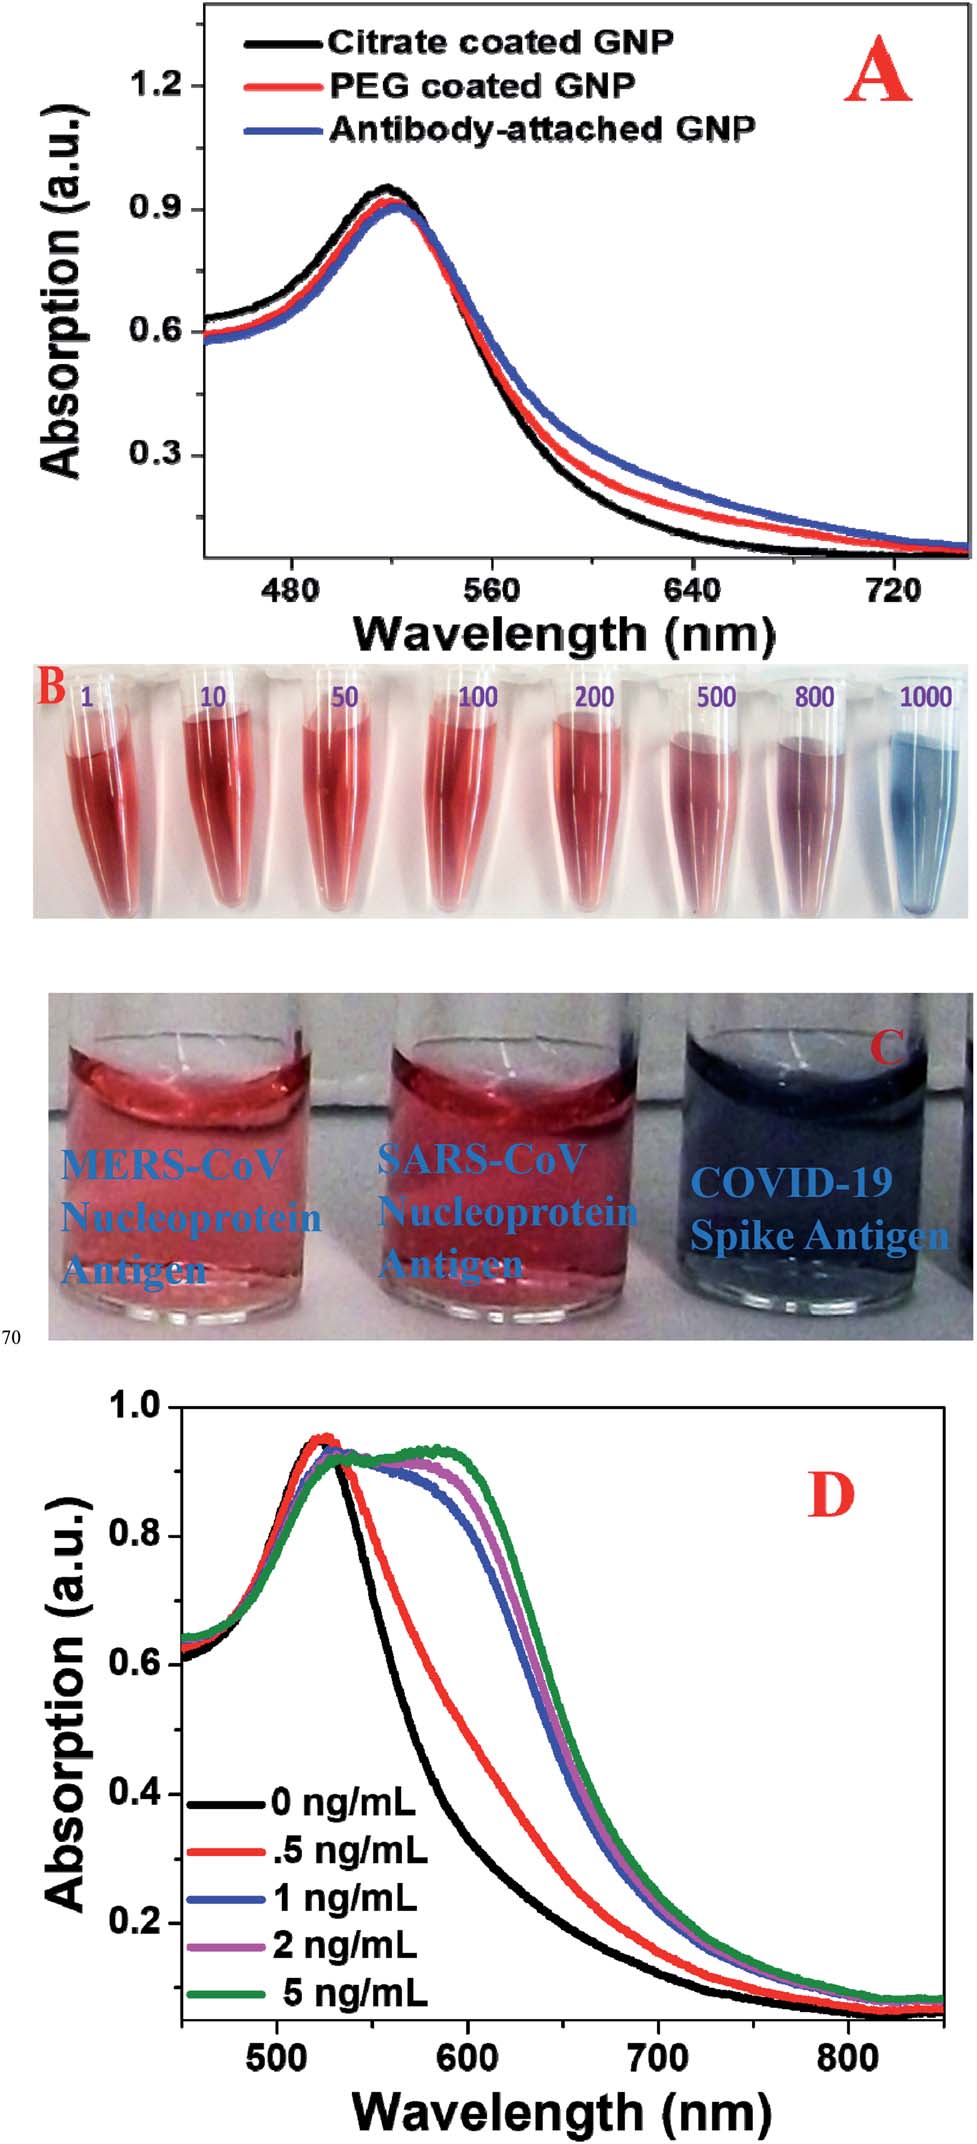 Citrate coated GNP
PEG coated GNP
Antibody-attached GNP
A
1.2
0.9
0.6
0.3
Absorption (a.u.)
480 560 640 720
Wavelength (nm)
B 1 10 50 100 200 500 800 1000
C
MERS-CoV
Nucleoprotein
Antigen
SARS-CoV
Nucleoprotein
Antigen
COVID-19
Spike Antigen
70
1.0
0.8
0.6
0.4
0.2
Absorption (a.u.)
D
0 ng/mL
.5 ng/mL
1 ng/mL
2 ng/mL
5 ng/mL
500 600 700 800
Wavelength (nm)